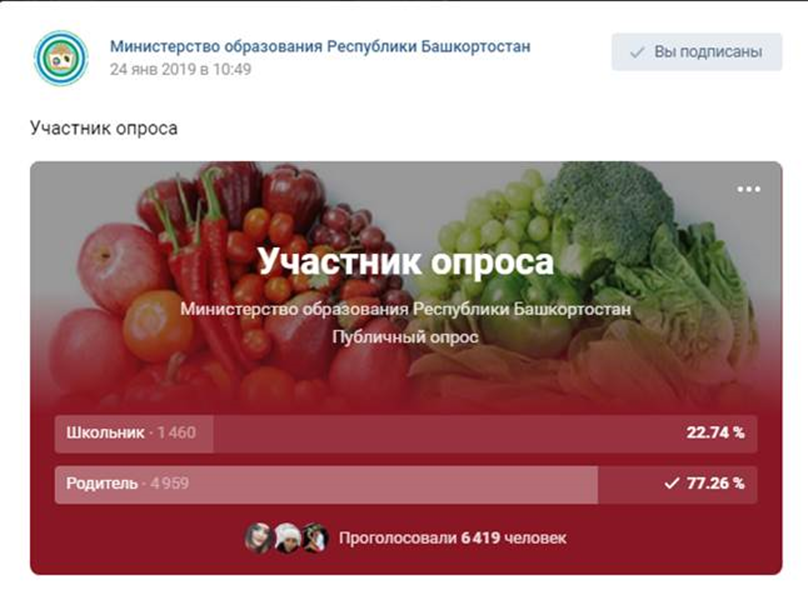 Министерство образования Республики Башкортостан
24 янв 2019 в 10:49
Вы подписаны
Участник опроса
Участник опроса
Министерство образования Республики Башкортостан
Публичный опрос
Школьник · 1 460 22.74 %
Родитель · 4 959 77.26 %
Проголосовали 6 419 человек